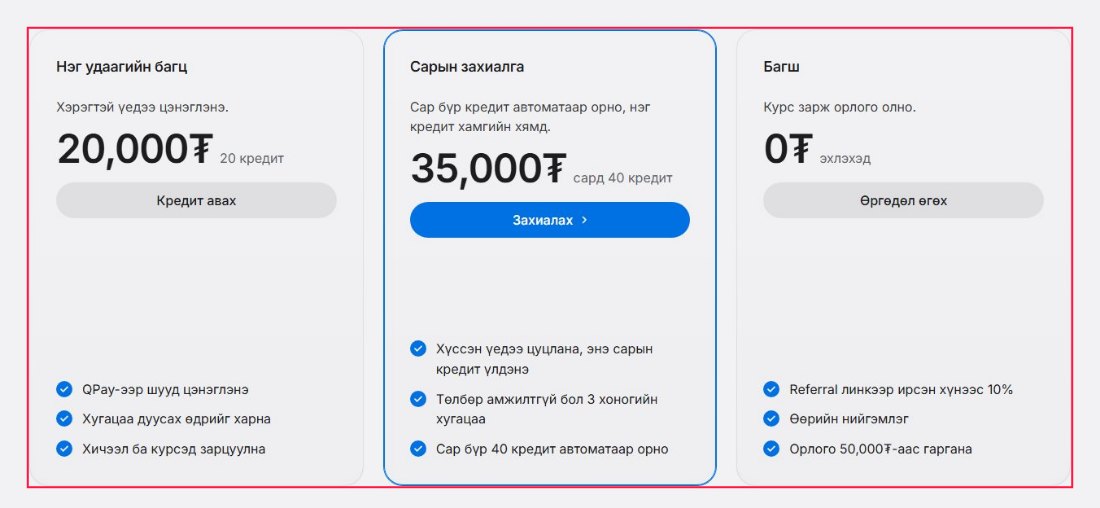 Нэг удаагийн багц
Хэрэгтэй үедээ цэнэглэнэ.
20,000₮ 20 кредит
Кредит авах
QPay-ээр шууд цэнэглэнэ
Хугацаа дуусах өдрийг харна
Хичээл ба курсэд зарцуулна
Сарын захиалга
Сар бүр кредит автоматаар орно, нэг
кредит хамгийн хямд.
35,000₮ сард 40 кредит
Захиалах
Хүссэн үедээ цуцлана, энэ сарын
кредит үлдэнэ
Төлбөр амжилтгүй бол 3 хоногийн
хугацаа
Сар бүр 40 кредит автоматаар орно
Багш
Курс зарж орлого олно.
0₮ эхлэхэд
Өргөдөл өгөх
Referral линкээр ирсэн хүнээс 10%
Өөрийн нийгэмлэг
Орлого 50,000₮-аас гаргана